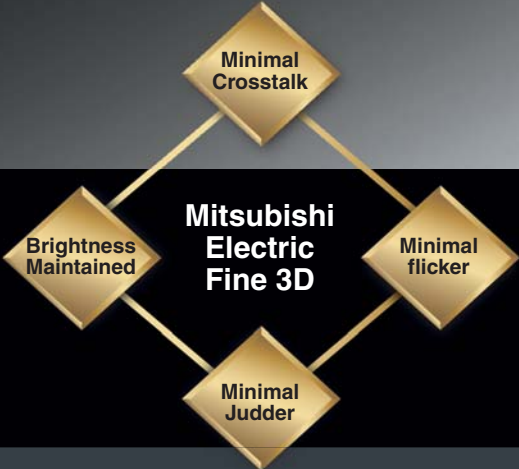 Minimal
Crosstalk
Mitsubishi
Electric
Fine 3D
Brightness
Maintained
Minimal
flicker
Minimal
Judder